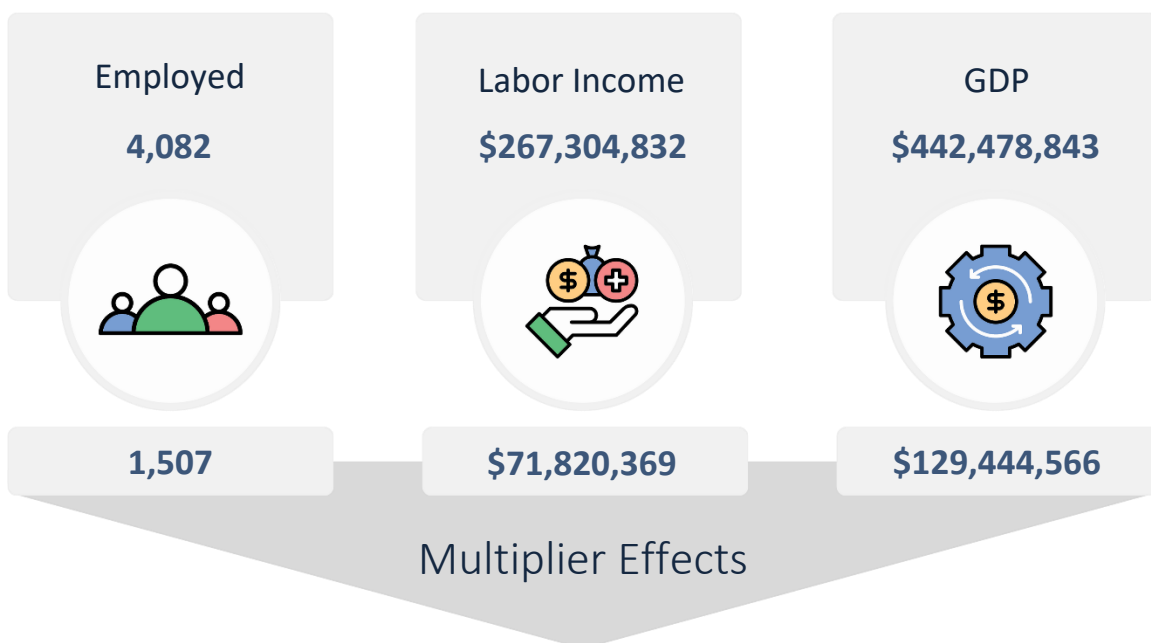 Employed
4,082
Labor Income
$267,304,832
GDP
$442,478,843
$
$
1,507
$71,820,369
$129,444,566
Multiplier Effects